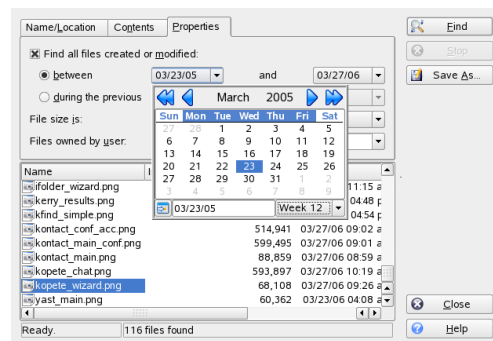 Name/Location Contents Properties
Find
Find all files created or modified:
Stop
between 03/23/05 and 03/27/06
Save As...
during the previous
March 2005
Sun Mon Tue Wed Thu Fri Sat
27 28 1 2 3 4 5
6 7 8 9 10 11 12
13 14 15 16 17 18 19
20 21 22 23 24 25 26
27 28 29 30 31 1 2
3 4 5 6 7 8 9
03/23/05 Week 12
File size is:
Files owned by user:
Name
ifolder_wizard.png 11:15 a
kerry_results.png 04:48 p
kfind_simple.png 04:54 p
kontact_conf_acc.png 514,941 03/27/06 09:02 a
kontact_main_conf.png 599,495 03/27/06 09:01 a
kontact_main.png 88,859 03/27/06 08:59 a
kopete_chat.png 593,897 03/27/06 10:19 a
kopete_wizard.png 68,108 03/27/06 09:26 a
yast_main.png 60,362 03/23/06 04:08 a
Close
Ready. 116 files found
Help